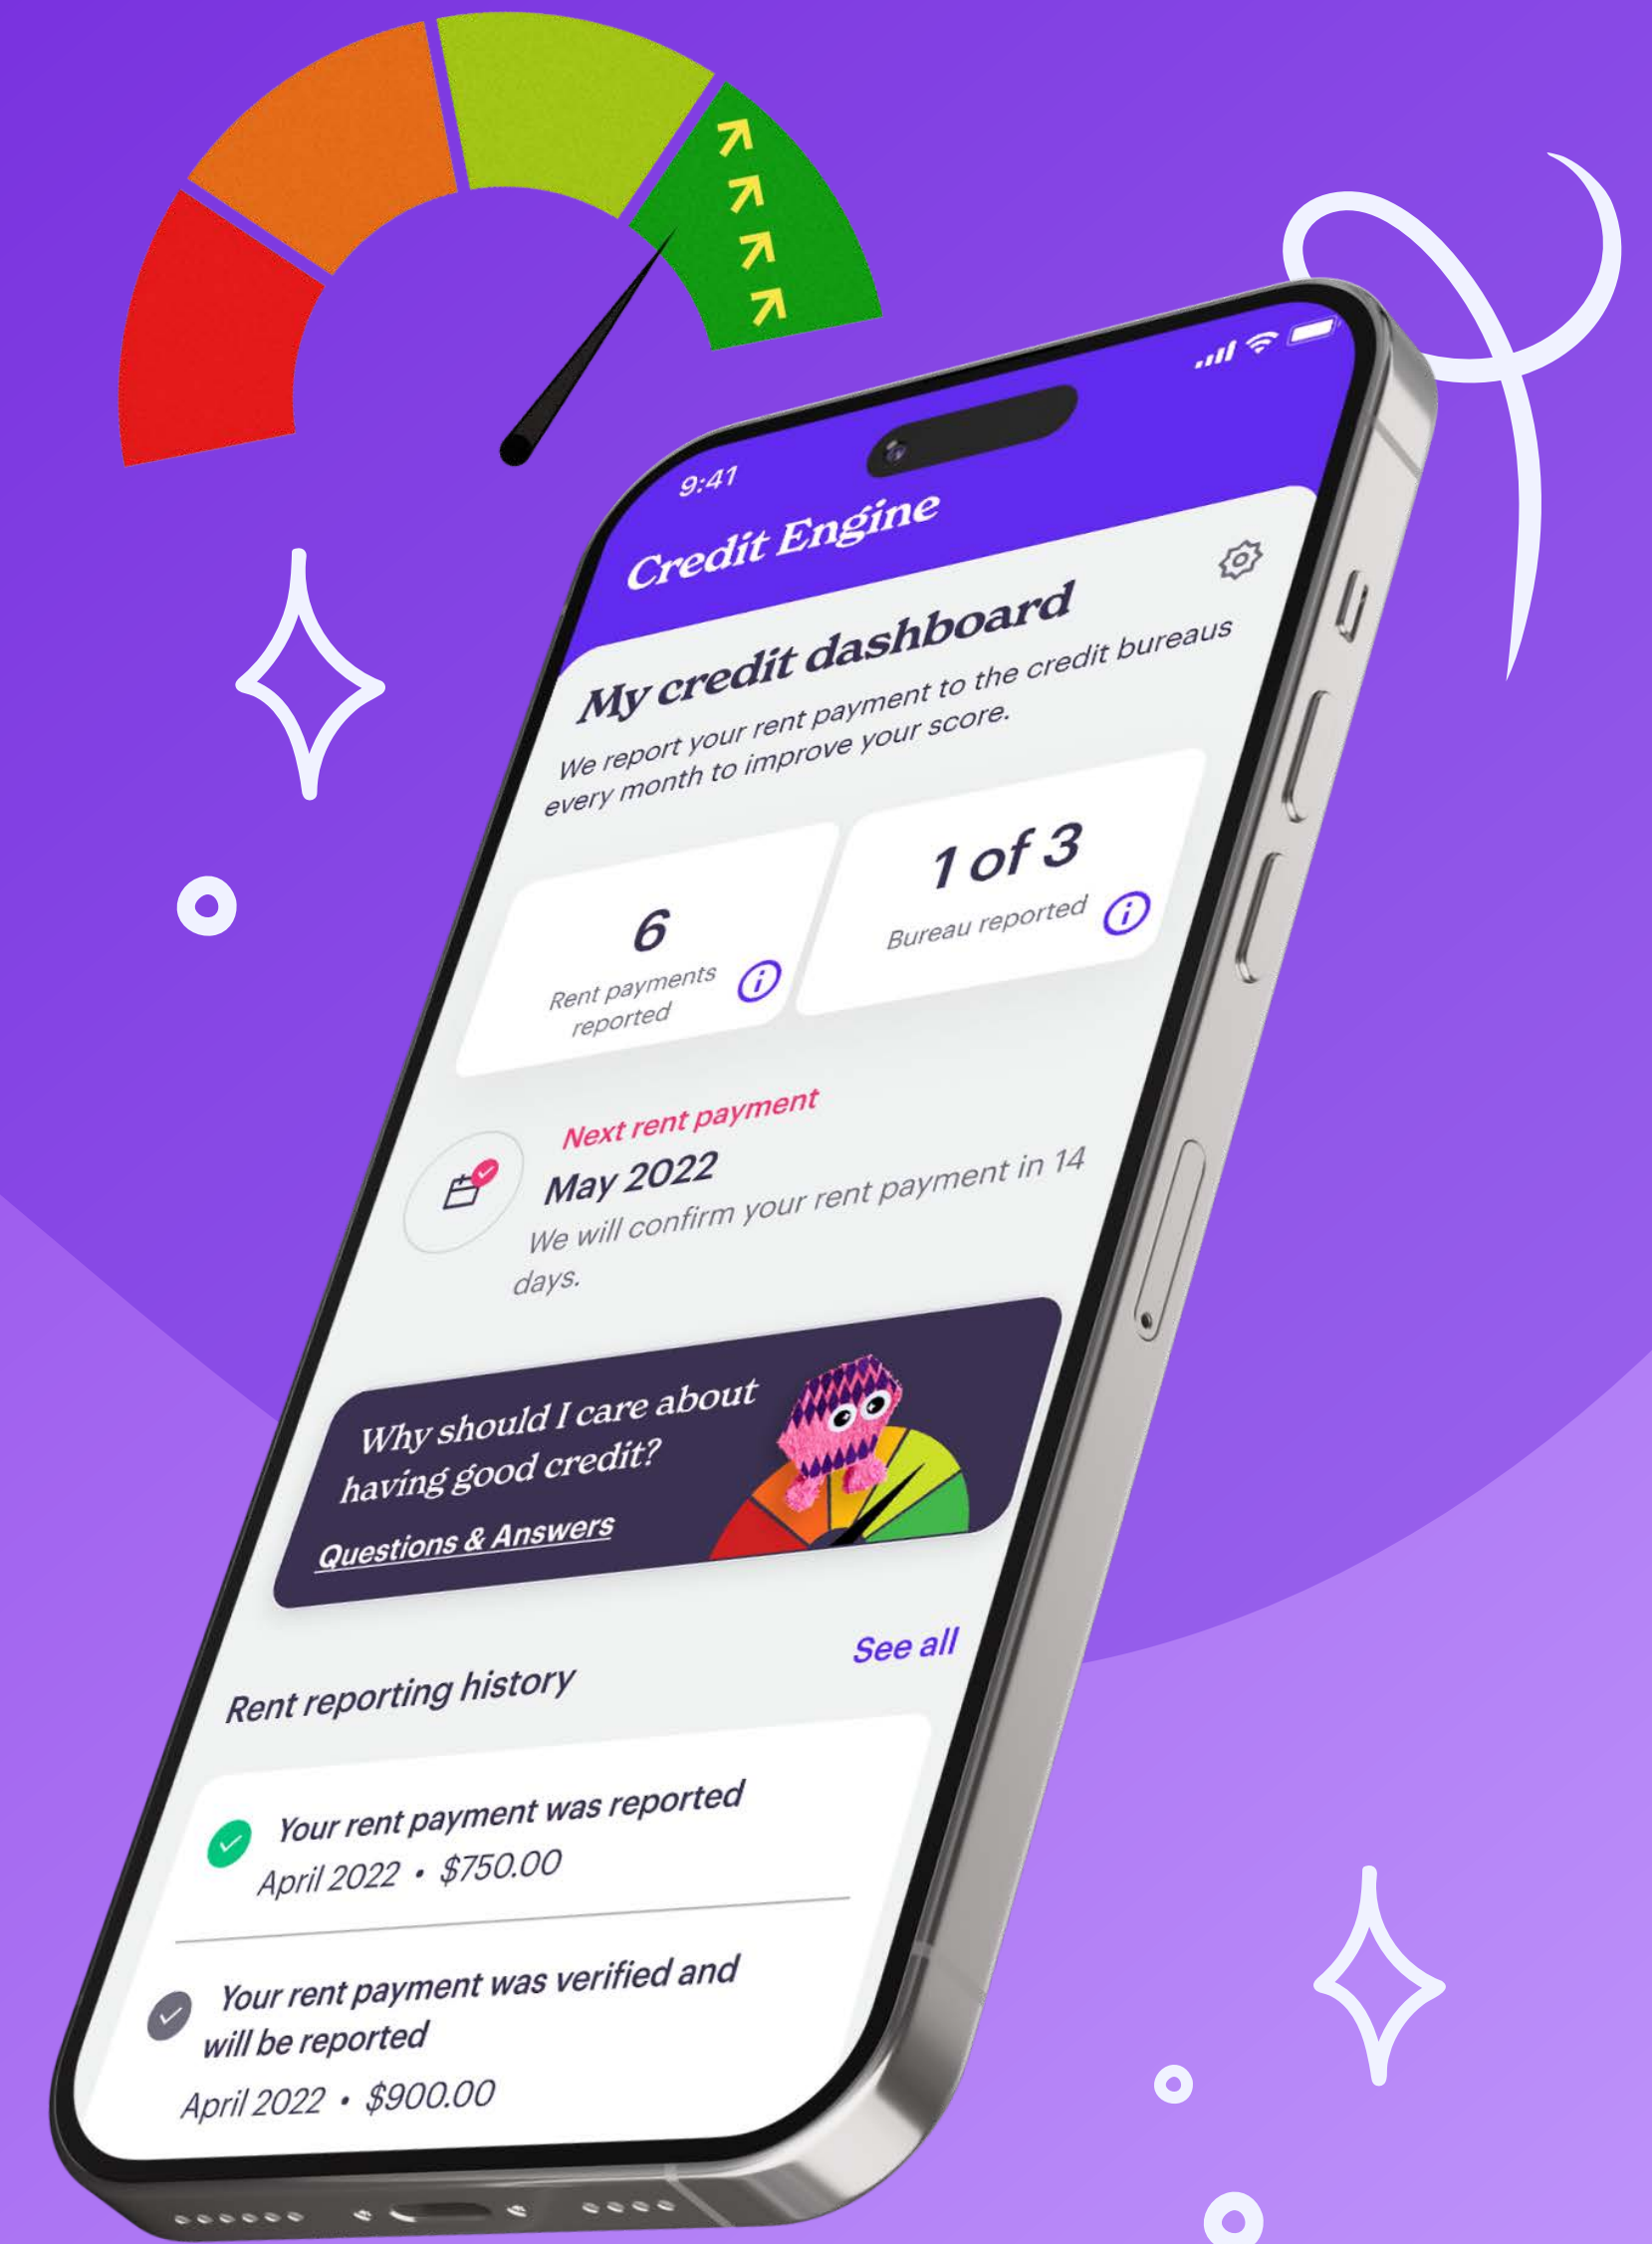 9:41
Credit Engine
My credit dashboard
We report your rent payment to the credit bureaus
every month to improve your score.
6
Rent payments
reported
1 of 3
Bureau reported
Next rent payment
May 2022
We will confirm your rent payment in 14
days.
Why should I care about
having good credit?
Questions & Answers
Rent reporting history
See all
Your rent payment was reported
April 2022 • $750.00
Your rent payment was verified and
will be reported
April 2022 • $900.00